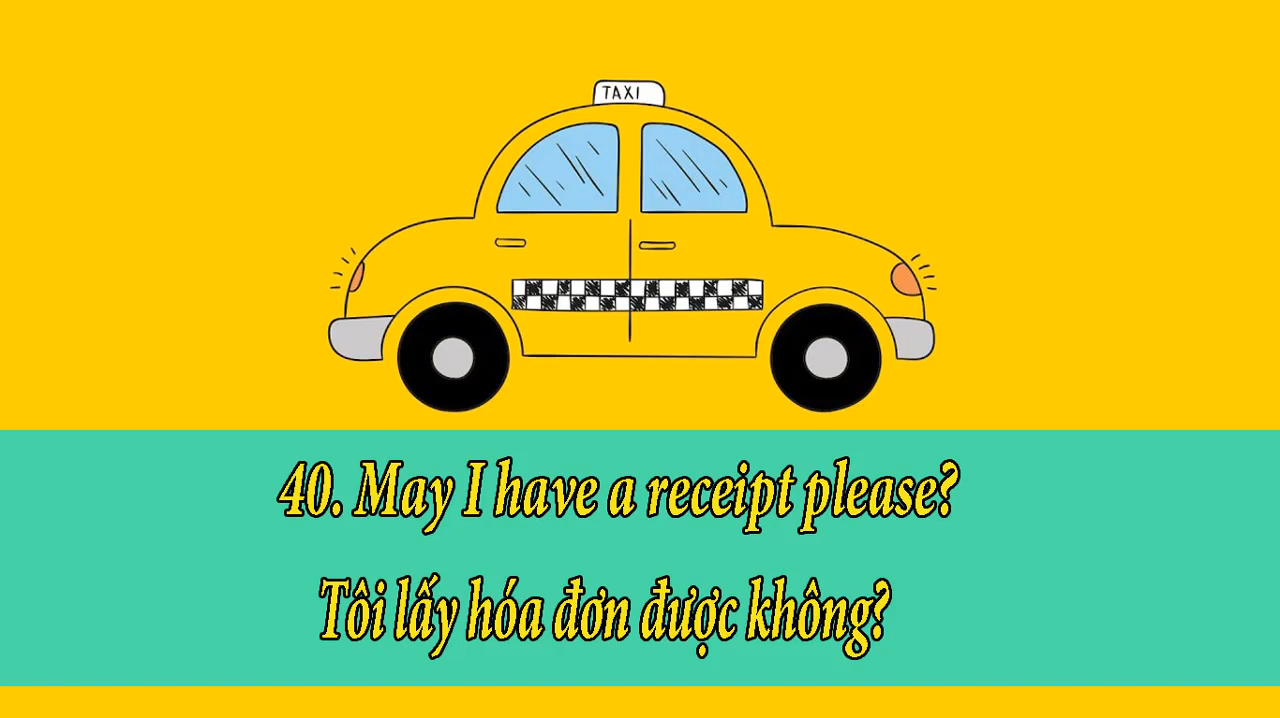 TAXI
40. May I have a receipt please?
Tôi lấy hóa đơn được không?